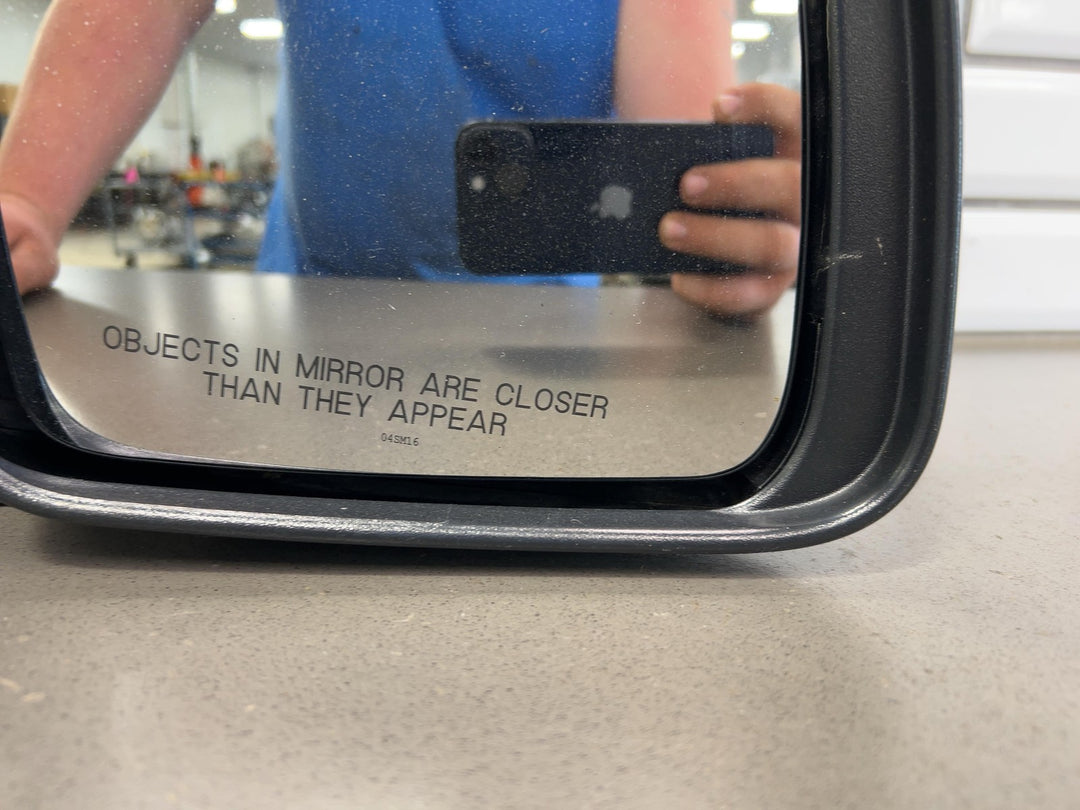 OBJECTS IN MIRROR ARE CLOSER
THAN THEY APPEAR
04SM16